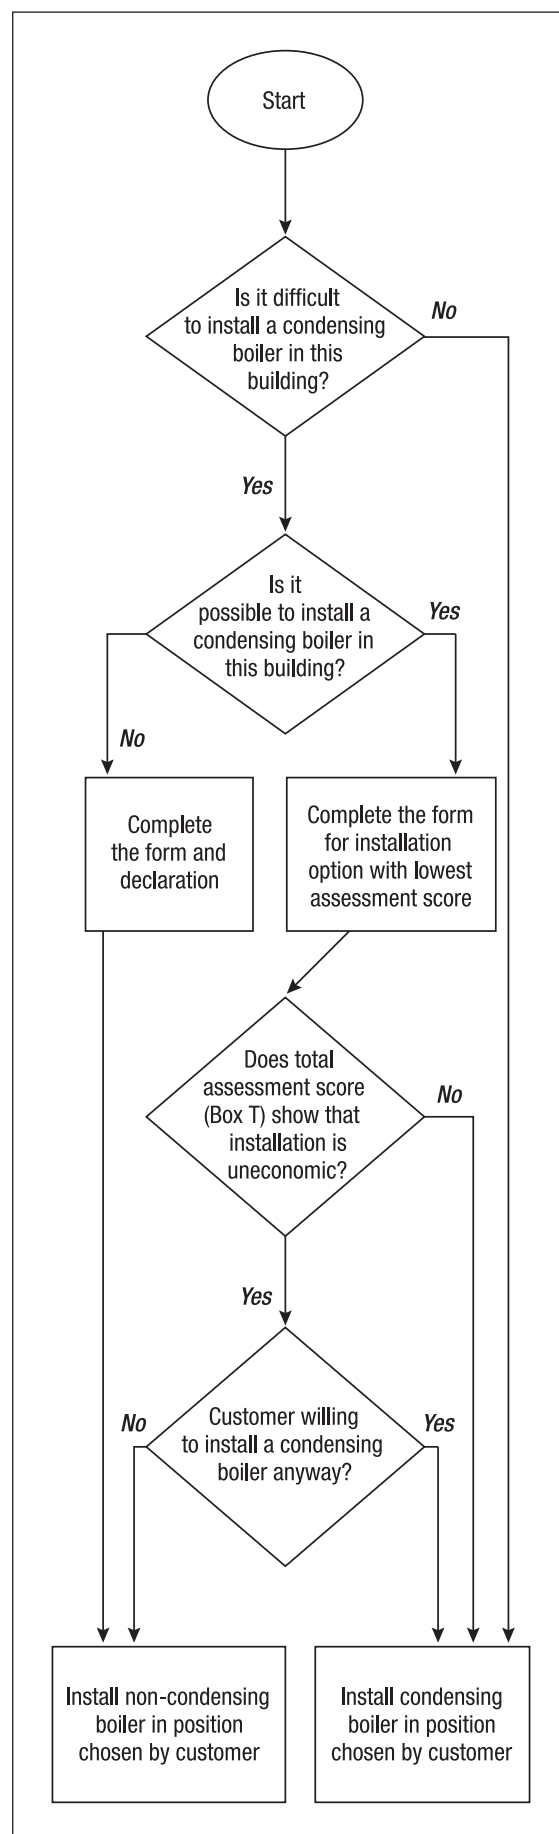 Start
Is it difficult
to install a condensing
boiler in this
building?
No
Yes
Is it
possible to install a
condensing boiler in
this building?
Yes
No
Complete
the form and
declaration
Complete the form
for installation
option with lowest
assessment score
Does total
assessment score
(Box T) show that
installation is
uneconomic?
No
Yes
No
Customer willing
to install a condensing
boiler anyway?
Yes
Install non-condensing
boiler in position
chosen by customer
Install condensing
boiler in position
chosen by customer